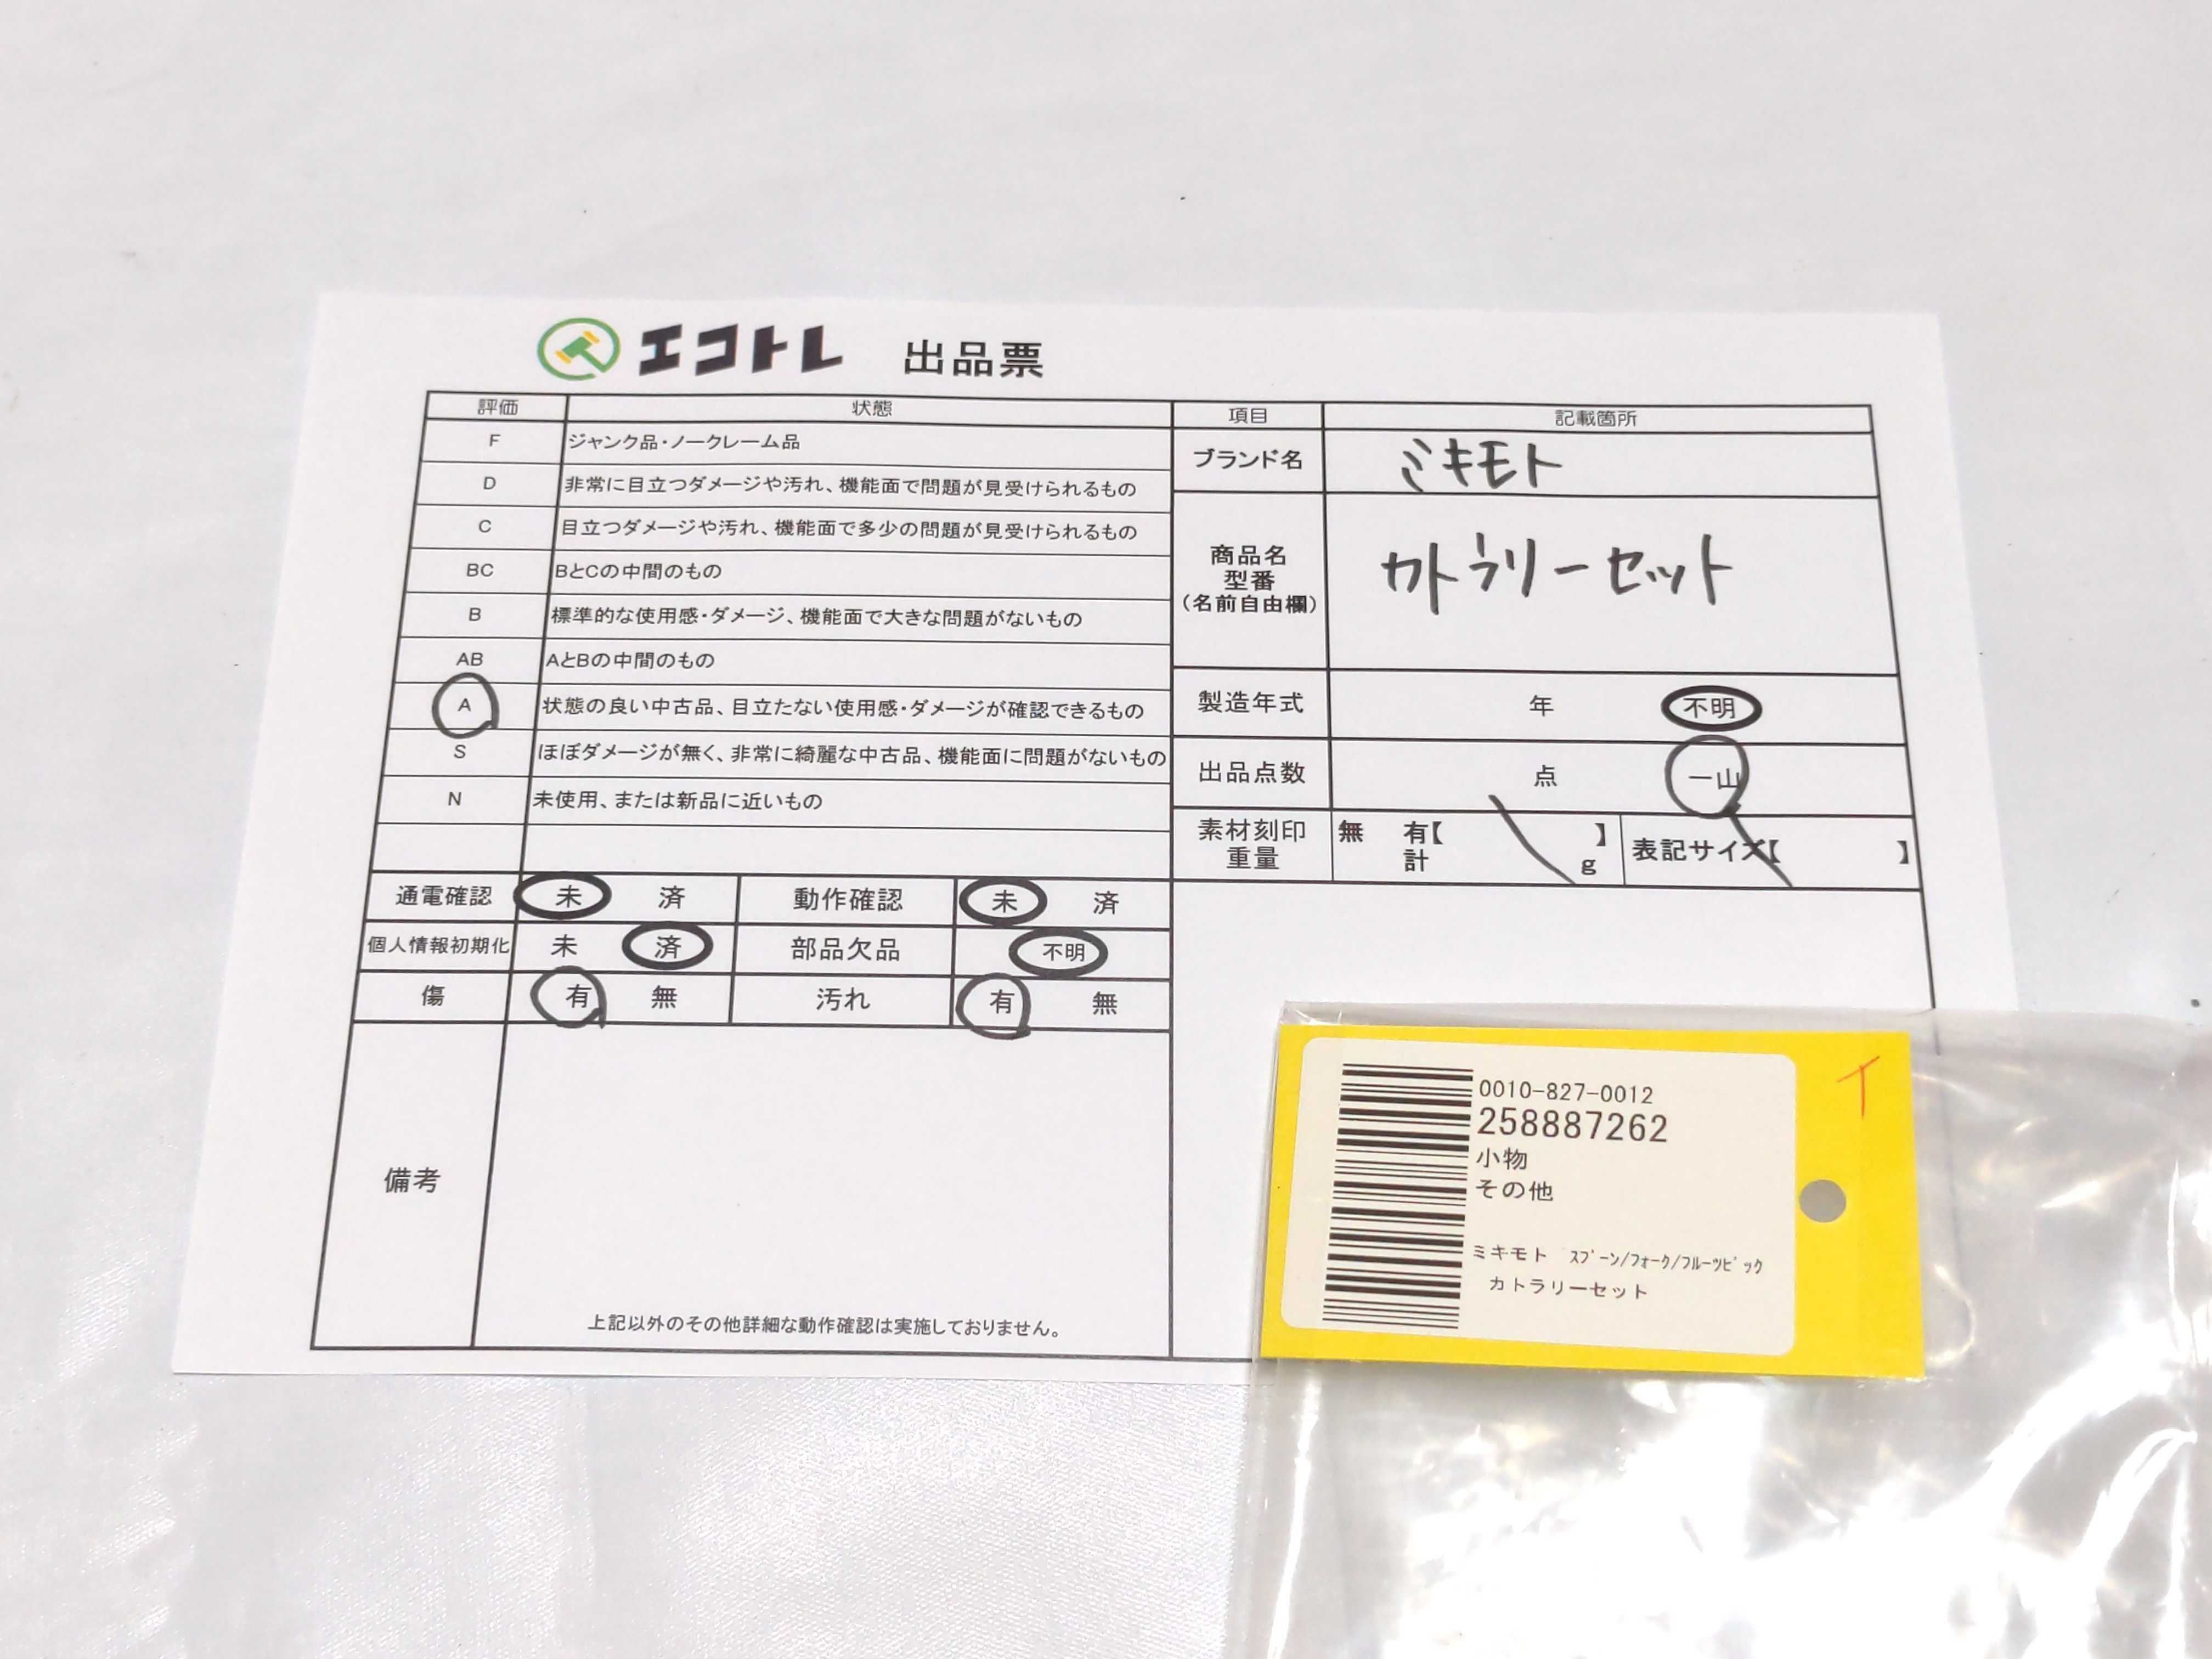 エコトレ 出品票
評価 状態 項目 記載箇所
F ジャンク品・ノークレーム品
D 非常に目立つダメージや汚れ、機能面で問題が見受けられるもの
C 目立つダメージや汚れ、機能面で多少の問題が見受けられるもの
BC BとCの中間のもの
B 標準的な使用感・ダメージ、機能面で大きな問題がないもの
AB AとBの中間のもの
A 状態の良い中古品、目立たない使用感・ダメージが確認できるもの
S ほぼダメージが無く、非常に綺麗な中古品、機能面に問題がないもの
N 未使用、または新品に近いもの
ブランド名 ミキモト
商品名
型番
(名前自由欄)
カトラリーセット
製造年式 年 不明
出品点数 点 一山
素材刻印 無 有【 】
重量 計 g
表記サイズ【 】
通電確認 未 済 動作確認 未 済
個人情報初期化 未 済 部品欠品 不明
傷 有 無 汚れ 有 無
備考
上記以外のその他詳細な動作確認は実施しておりません。
イ
0010-827-0012
258887262
小物
その他
ミキモト ｽﾌﾟｰﾝ/ﾌｫｰｸ/ﾌﾙｰﾂﾋﾟｯｸ
カトラリーセット